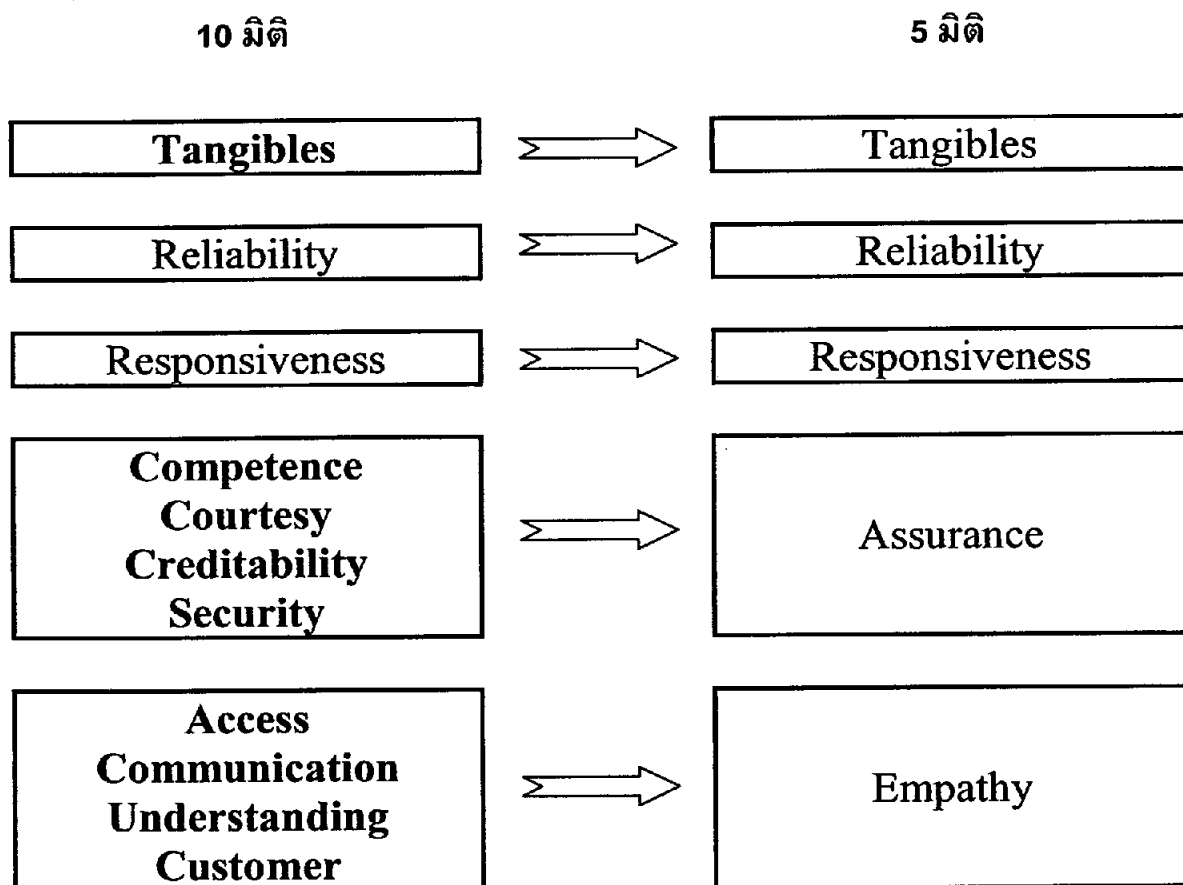 10 มิติ 5 มิติ
Tangibles Tangibles
Reliability Reliability
Responsiveness Responsiveness
Competence
Courtesy
Creditability
Security
Assurance
Access
Communication
Understanding
Customer
Empathy